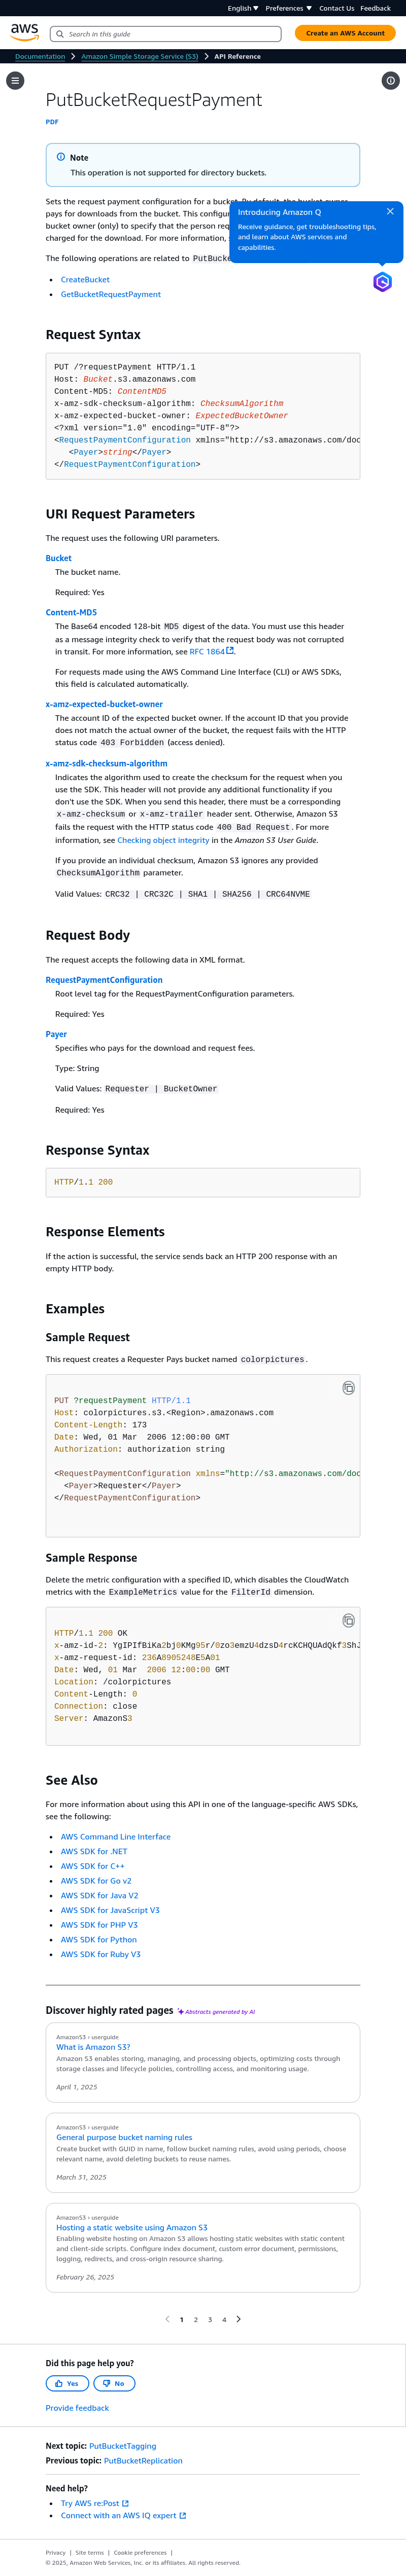 English
Preferences
Contact Us
Feedback
aws
Search in this guide
Create an AWS Account
Documentation
Amazon Simple Storage Service (S3)
API Reference
PutBucketRequestPayment
PDF
Note
This operation is not supported for directory buckets.
Sets the request payment configuration for a bucket. By default, the bucket owner
pays for downloads from the bucket. This configu
bucket owner (only) to specify that the person req
charged for the download. For more information, s
The following operations are related to PutBucke
Introducing Amazon Q
Receive guidance, get troubleshooting tips,
and learn about AWS services and
capabilities.
• CreateBucket
• GetBucketRequestPayment
Request Syntax
PUT /?requestPayment HTTP/1.1
Host: Bucket.s3.amazonaws.com
Content-MD5: ContentMD5
x-amz-sdk-checksum-algorithm: ChecksumAlgorithm
x-amz-expected-bucket-owner: ExpectedBucketOwner
<?xml version="1.0" encoding="UTF-8"?>
<RequestPaymentConfiguration xmlns="http://s3.amazonaws.com/doc
<Payer>string</Payer>
</RequestPaymentConfiguration>
URI Request Parameters
The request uses the following URI parameters.
Bucket
The bucket name.
Required: Yes
Content-MD5
The Base64 encoded 128-bit MD5 digest of the data. You must use this header
as a message integrity check to verify that the request body was not corrupted
in transit. For more information, see RFC 1864.
For requests made using the AWS Command Line Interface (CLI) or AWS SDKs,
this field is calculated automatically.
x-amz-expected-bucket-owner
The account ID of the expected bucket owner. If the account ID that you provide
does not match the actual owner of the bucket, the request fails with the HTTP
status code 403 Forbidden (access denied).
x-amz-sdk-checksum-algorithm
Indicates the algorithm used to create the checksum for the request when you
use the SDK. This header will not provide any additional functionality if you
don't use the SDK. When you send this header, there must be a corresponding
x-amz-checksum or x-amz-trailer header sent. Otherwise, Amazon S3
fails the request with the HTTP status code 400 Bad Request. For more
information, see Checking object integrity in the Amazon S3 User Guide.
If you provide an individual checksum, Amazon S3 ignores any provided
ChecksumAlgorithm parameter.
Valid Values: CRC32 | CRC32C | SHA1 | SHA256 | CRC64NVME
Request Body
The request accepts the following data in XML format.
RequestPaymentConfiguration
Root level tag for the RequestPaymentConfiguration parameters.
Required: Yes
Payer
Specifies who pays for the download and request fees.
Type: String
Valid Values: Requester | BucketOwner
Required: Yes
Response Syntax
HTTP/1.1 200
Response Elements
If the action is successful, the service sends back an HTTP 200 response with an
empty HTTP body.
Examples
Sample Request
This request creates a Requester Pays bucket named colorpictures.
PUT ?requestPayment HTTP/1.1
Host: colorpictures.s3.<Region>.amazonaws.com
Content-Length: 173
Date: Wed, 01 Mar  2006 12:00:00 GMT
Authorization: authorization string
<RequestPaymentConfiguration xmlns="http://s3.amazonaws.com/doc
<Payer>Requester</Payer>
</RequestPaymentConfiguration>
Sample Response
Delete the metric configuration with a specified ID, which disables the CloudWatch
metrics with the ExampleMetrics value for the FilterId dimension.
HTTP/1.1 200 OK
x-amz-id-2: YgIPIfBiKa2bj0KMg95r/0zo3emzU4dzsD4rcKCHQUAdQkf3ShJ
x-amz-request-id: 236A8905248E5A01
Date: Wed, 01 Mar  2006 12:00:00 GMT
Location: /colorpictures
Content-Length: 0
Connection: close
Server: AmazonS3
See Also
For more information about using this API in one of the language-specific AWS SDKs,
see the following:
• AWS Command Line Interface
• AWS SDK for .NET
• AWS SDK for C++
• AWS SDK for Go v2
• AWS SDK for Java V2
• AWS SDK for JavaScript V3
• AWS SDK for PHP V3
• AWS SDK for Python
• AWS SDK for Ruby V3
Discover highly rated pages Abstracts generated by AI
AmazonS3 › userguide
What is Amazon S3?
Amazon S3 enables storing, managing, and processing objects, optimizing costs through
storage classes and lifecycle policies, controlling access, and monitoring usage.
April 1, 2025
AmazonS3 › userguide
General purpose bucket naming rules
Create bucket with GUID in name, follow bucket naming rules, avoid using periods, choose
relevant name, avoid deleting buckets to reuse names.
March 31, 2025
AmazonS3 › userguide
Hosting a static website using Amazon S3
Enabling website hosting on Amazon S3 allows hosting static websites with static content
and client-side scripts. Configure index document, custom error document, permissions,
logging, redirects, and cross-origin resource sharing.
February 26, 2025
1 2 3 4
Did this page help you?
Yes
No
Provide feedback
Next topic: PutBucketTagging
Previous topic: PutBucketReplication
Need help?
• Try AWS re:Post
• Connect with an AWS IQ expert
Privacy | Site terms | Cookie preferences |
© 2025, Amazon Web Services, Inc. or its affiliates. All rights reserved.